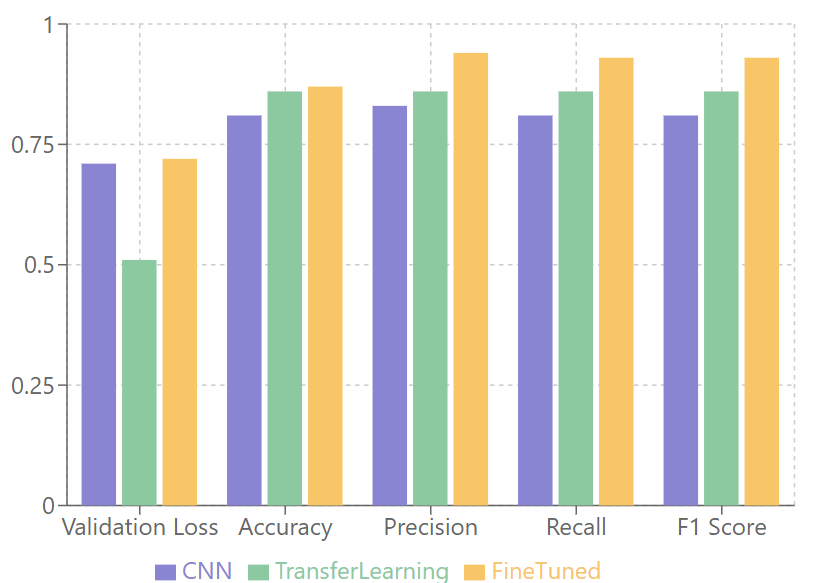 1
0.75
0.5
0.25
0
Validation Loss Accuracy Precision Recall F1 Score
CNN TransferLearning FineTuned